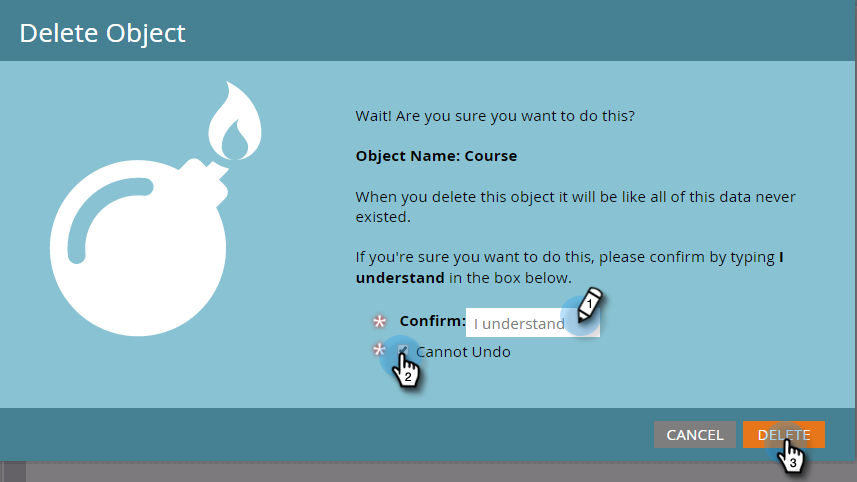 Delete Object
Wait! Are you sure you want to do this?
Object Name: Course
When you delete this object it will be like all of this data never
existed.
If you're sure you want to do this, please confirm by typing I
understand in the box below.
* Confirm: I understand 1
* Cannot Undo
2
CANCEL DELETE
3